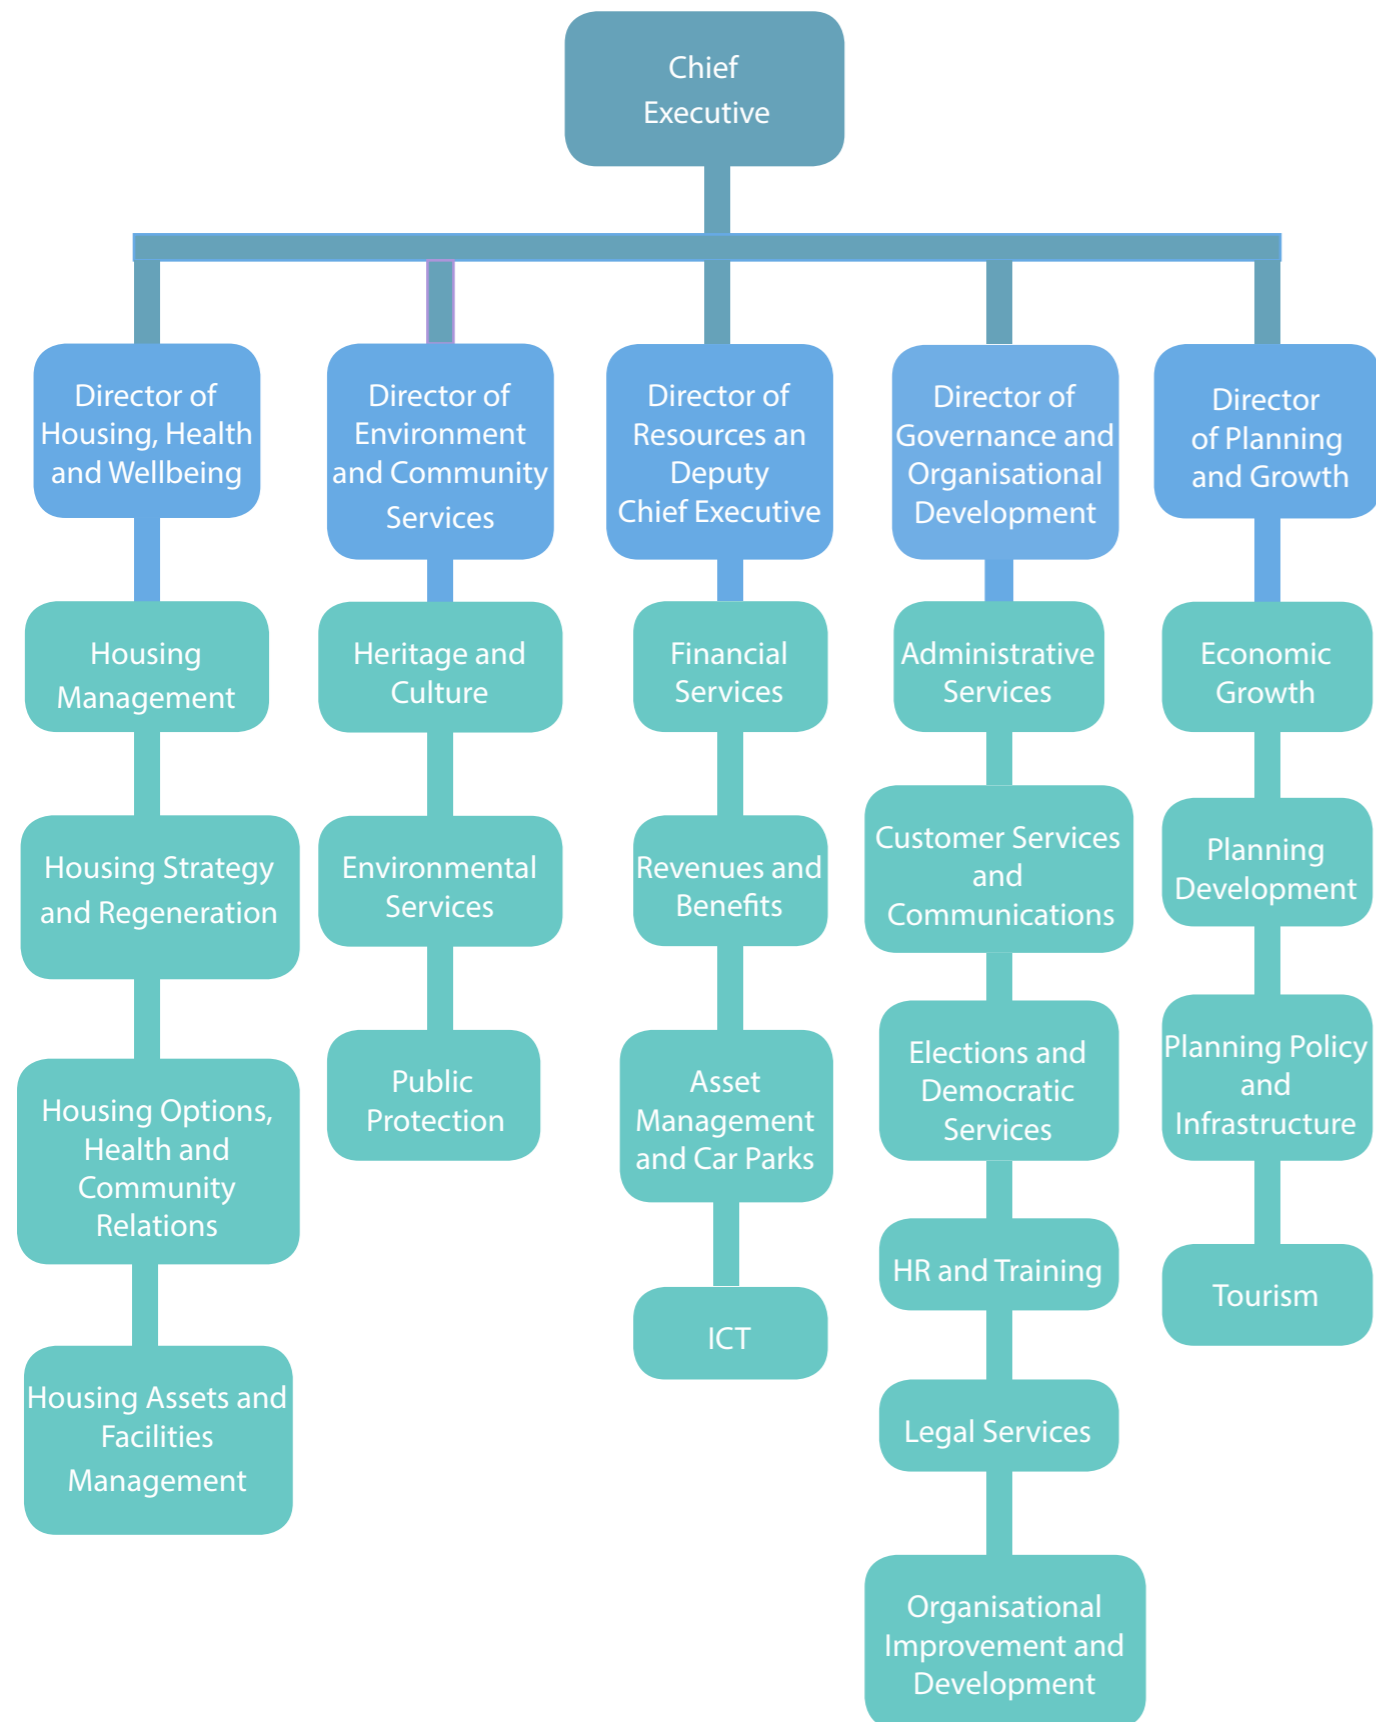 Chief
Executive
Director of
Housing, Health
and Wellbeing
Director of
Environment
and Community
Services
Director of
Resources an
Deputy
Chief Executive
Director of
Governance and
Organisational
Development
Director
of Planning
and Growth
Housing
Management
Heritage and
Culture
Financial
Services
Administrative
Services
Economic
Growth
Housing Strategy
and Regeneration
Environmental
Services
Revenues and
Benefits
Customer Services
and
Communications
Planning
Development
Housing Options,
Health and
Community
Relations
Public
Protection
Asset
Management
and Car Parks
Elections and
Democratic
Services
Planning Policy
and
Infrastructure
Housing Assets and
Facilities
Management
ICT
HR and Training
Tourism
Legal Services
Organisational
Improvement and
Development